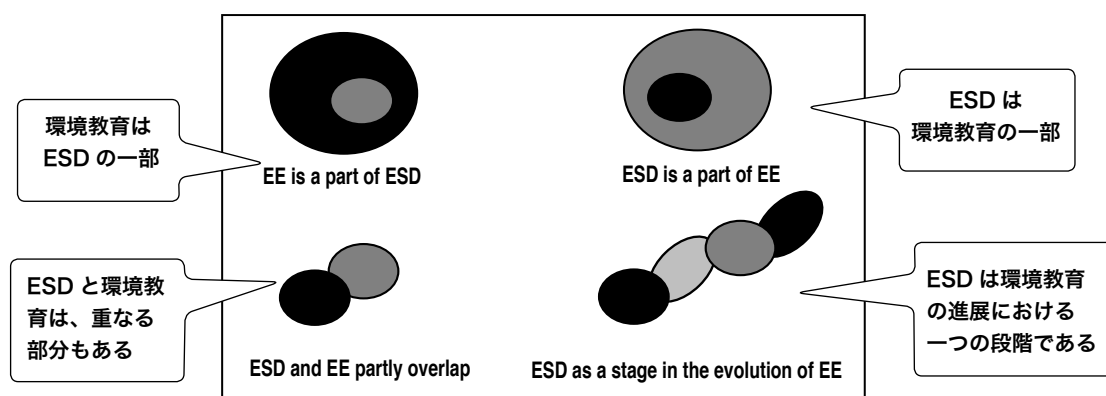 環境教育は
ESD の一部
EE is a part of ESD
ESD is a part of EE
ESD は
環境教育の一部
ESD と環境教
育は、重なる
部分もある
ESD and EE partly overlap
ESD as a stage in the evolution of EE
ESD は環境教育
の進展における
一つの段階である